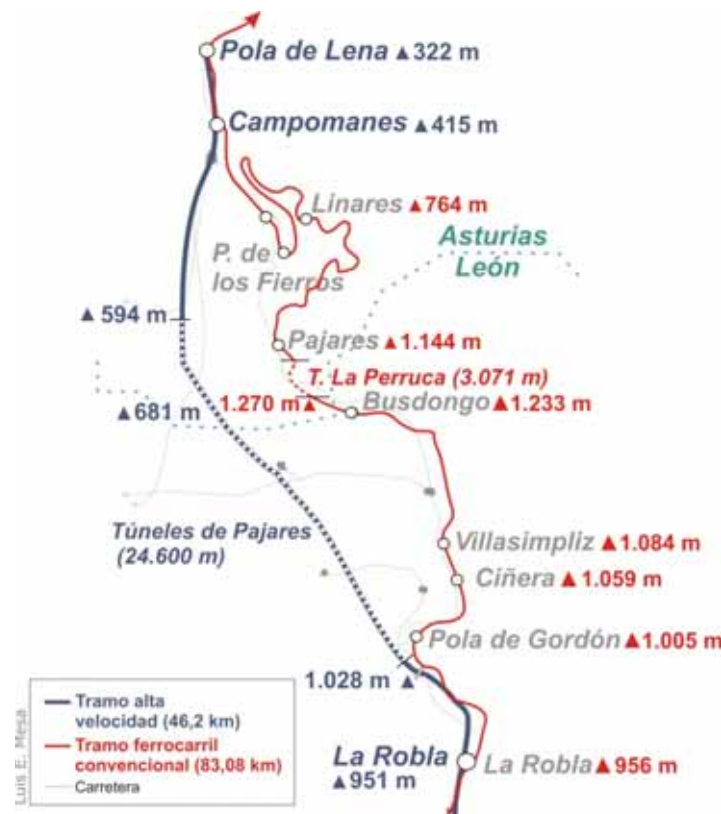 Pola de Lena ▲322 m
Campomanes ▲415 m
Linares ▲764 m
Asturias
León
P. de
los Fierros
▲594 m
Pajares ▲1.144 m
T. La Perruca (3.071 m)
1.270 m▲
Busdongo ▲1.233 m
▲681 m
Túneles de Pajares
(24.600 m)
Villasimpliz ▲1.084 m
Ciñera ▲1.059 m
Pola de Gordón ▲1.005 m
1.028 m ▲
La Robla
▲951 m
La Robla ▲956 m
Tramo alta
velocidad (46,2 km)
Tramo ferrocarril
convencional (83,08 km)
Carretera
Luis E. Mesa